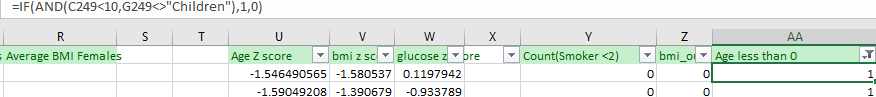 =IF(AND(C249<10,G249<>"Children"),1,0)
R S T U V W X Y Z AA
s Average BMI Females Age Z score bmi z sco glucose z ore Count(Smoker <2) bmi_ou Age less than 0
-1.546490565 -1.580537 0.1197942 0 0 1
-1.59049208 -1.390679 -0.933789 0 0 1